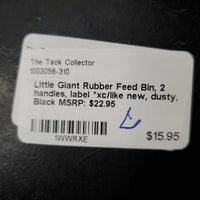 The Tack Collector
1003056-310
Little Giant Rubber Feed Bin, 2
handles, label *xc/like new, dusty,
Black MSRP: $22.95
1WWRXE
$15.95